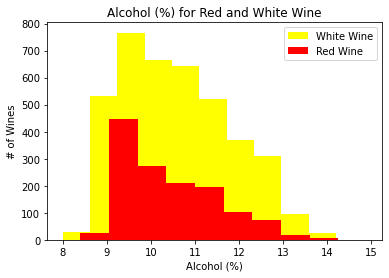 Alcohol (%) for Red and White Wine
White Wine
Red Wine
# of Wines
800
700
600
500
400
300
200
100
0
8 9 10 11 12 13 14 15
Alcohol (%)